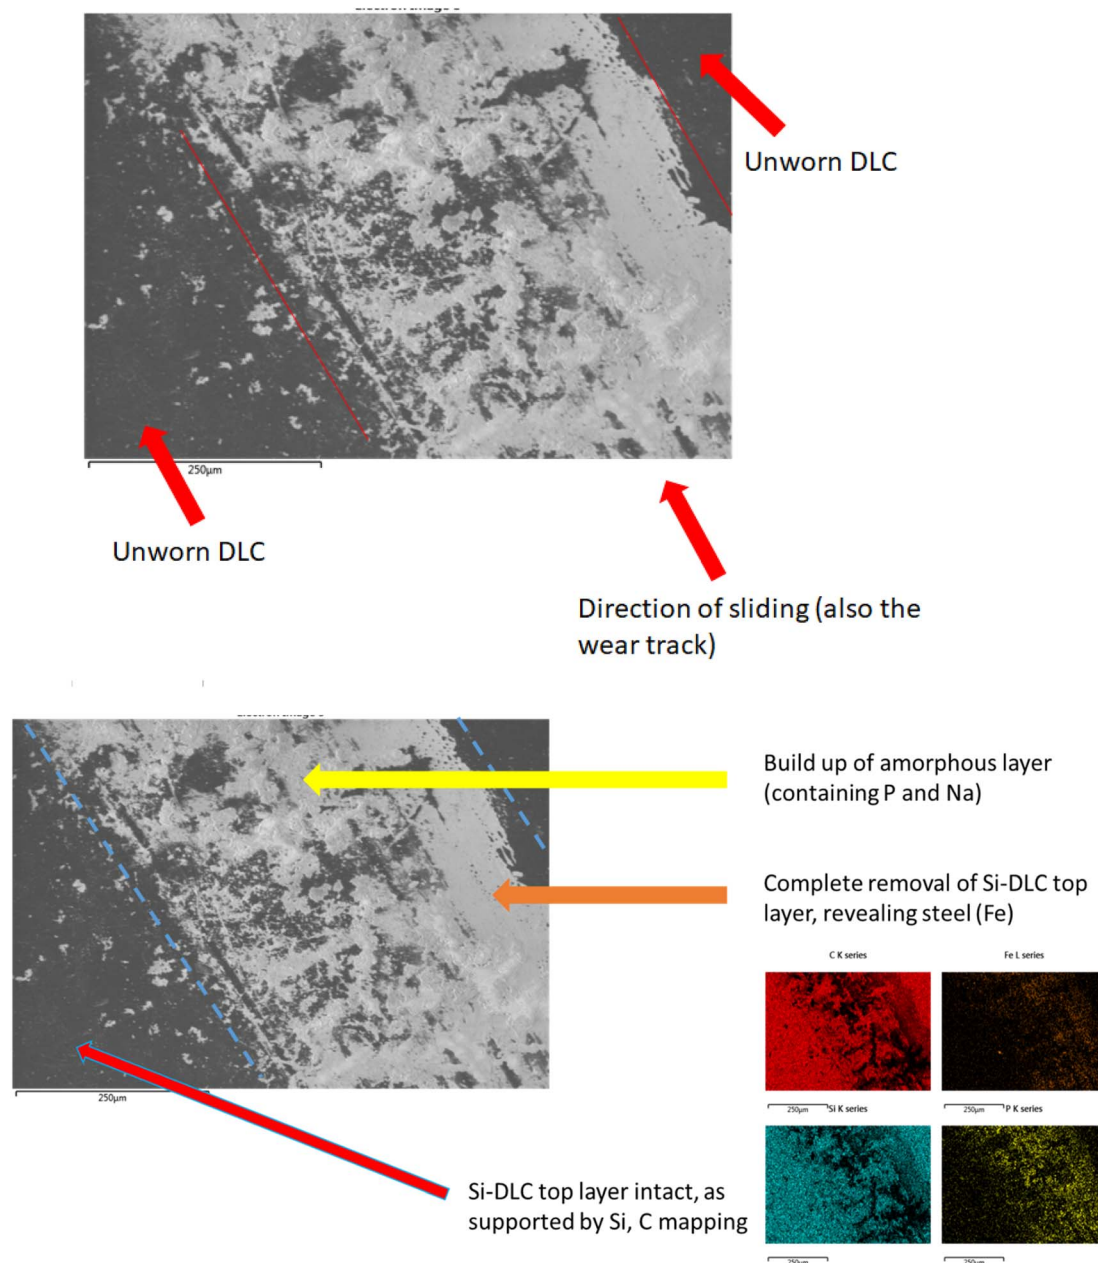 Unworn DLC
250µm
Unworn DLC
Direction of sliding (also the
wear track)
Build up of amorphous layer
(containing P and Na)
Complete removal of Si-DLC top
layer, revealing steel (Fe)
C K series
Fe L series
250µm
250µm
250µm
Si K series
P K series
Si-DLC top layer intact, as
supported by Si, C mapping
250µm
250µm